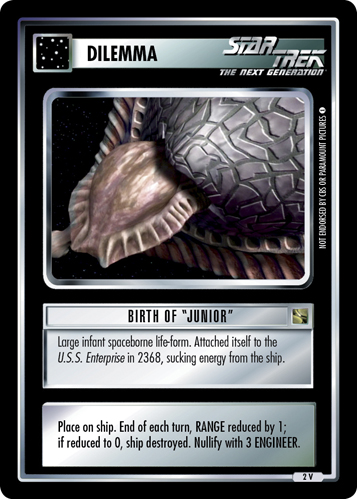 DILEMMA
STAR TREK
THE NEXT GENERATION
NOT ENDORSED BY CBS OR PARAMOUNT PICTURES
BIRTH OF "JUNIOR"
Large infant spaceborne life-form. Attached itself to the
U.S.S. Enterprise in 2368, sucking energy from the ship.
Place on ship. End of each turn, RANGE reduced by 1;
if reduced to 0, ship destroyed. Nullify with 3 ENGINEER.
2 V